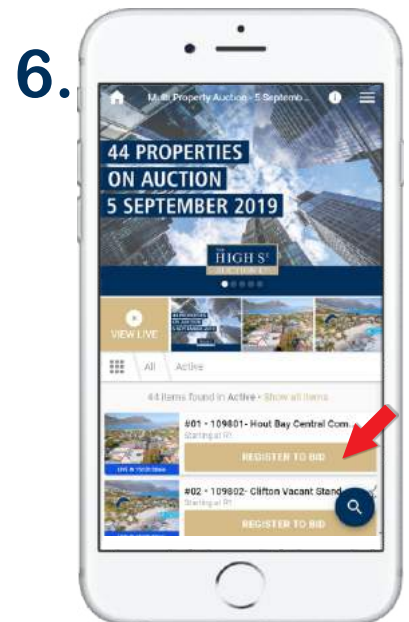 6.
Multi Property Auction - 5 Septemb...
44 PROPERTIES
ON AUCTION
5 SEPTEMBER 2019
THE
HIGH ST
AUCTION CO
VIEW LIVE
All
Active
44 items found in Active • Show all items
#01 • 109801- Hout Bay Central Com...
Starting at R1
REGISTER TO BID
#02 • 109802- Clifton Vacant Stand
Starting at R1
REGISTER TO BID